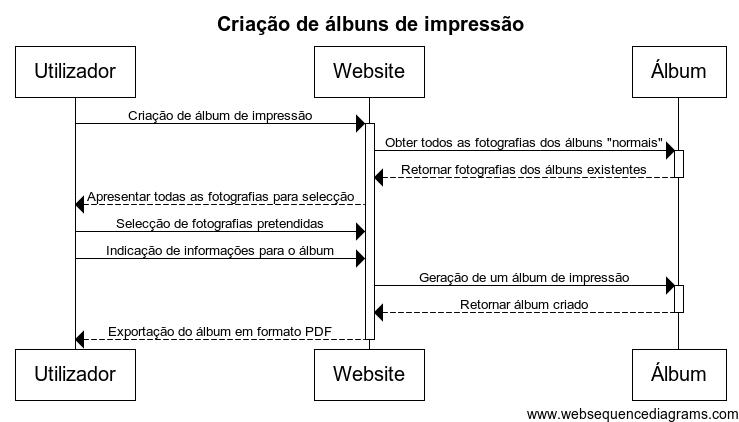 Criação de álbuns de impressão
Utilizador
Website
Álbum
Criação de álbum de impressão
Obter todos as fotografias dos álbuns "normais"
Retornar fotografias dos álbuns existentes
Apresentar todas as fotografias para selecção
Selecção de fotografias pretendidas
Indicação de informações para o álbum
Geração de um álbum de impressão
Retornar álbum criado
Exportação do álbum em formato PDF
Utilizador
Website
Álbum
www.websequencediagrams.com